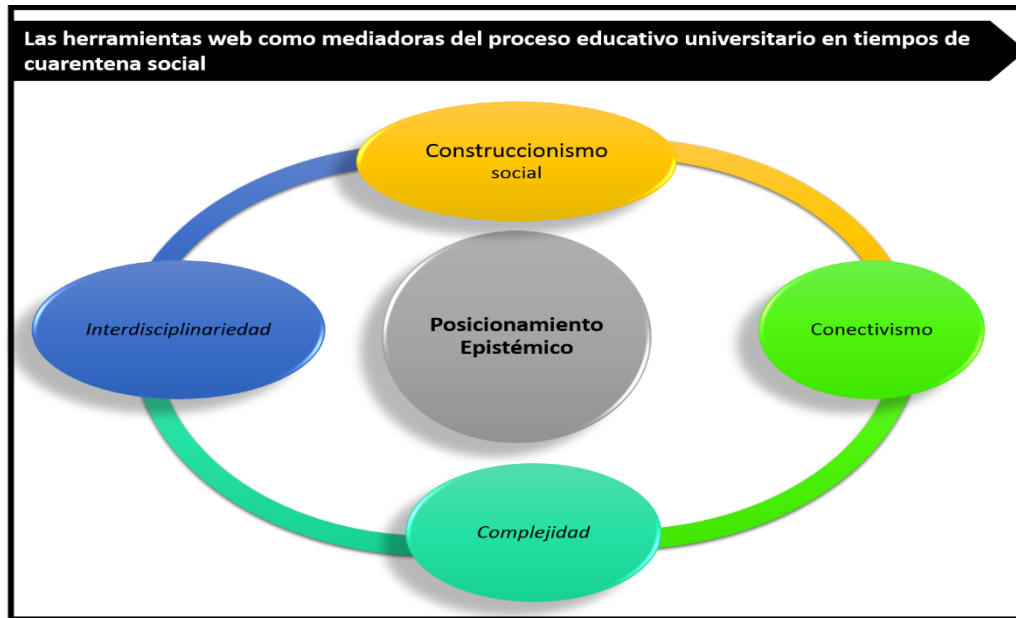 Las herramientas web como mediadoras del proceso educativo universitario en tiempos de
cuarentena social
Construccionismo
social
Interdisciplinariedad
Posicionamiento
Epistémico
Conectivismo
Complejidad